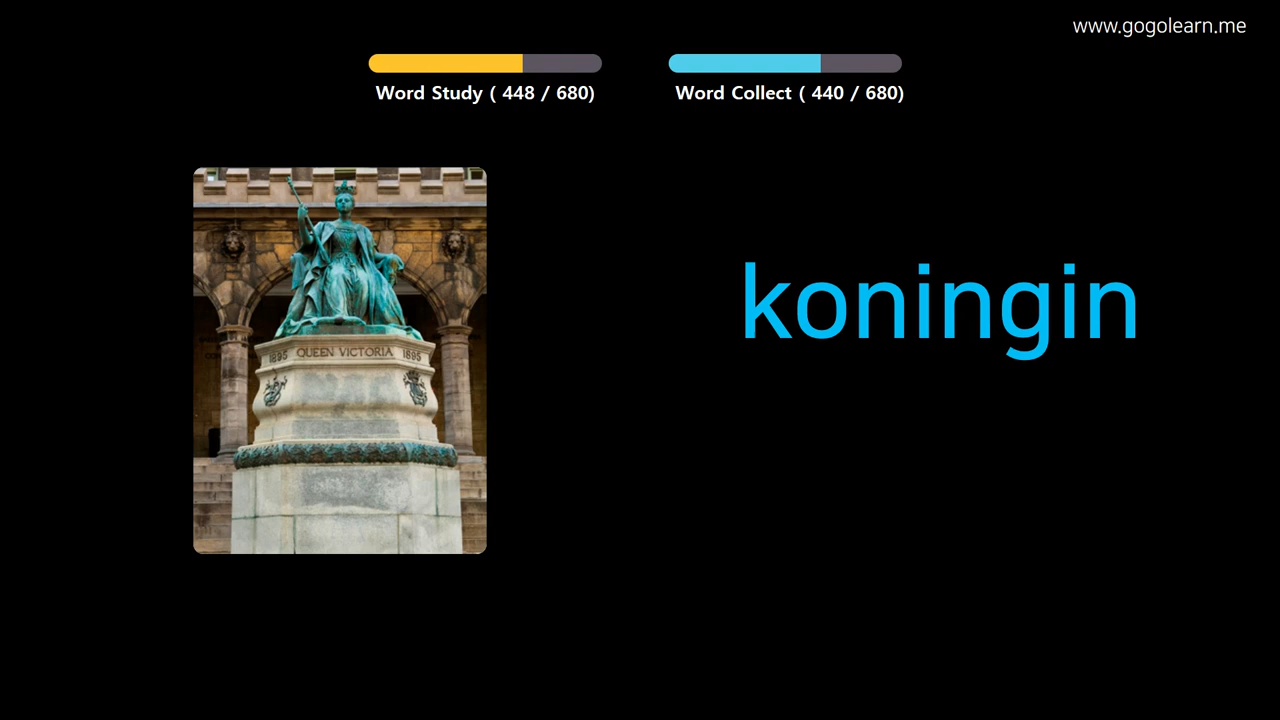 www.gogolearn.me
Word Study ( 448 / 680)
Word Collect ( 440 / 680)
koningin
1895 QUEEN VICTORIA 1895